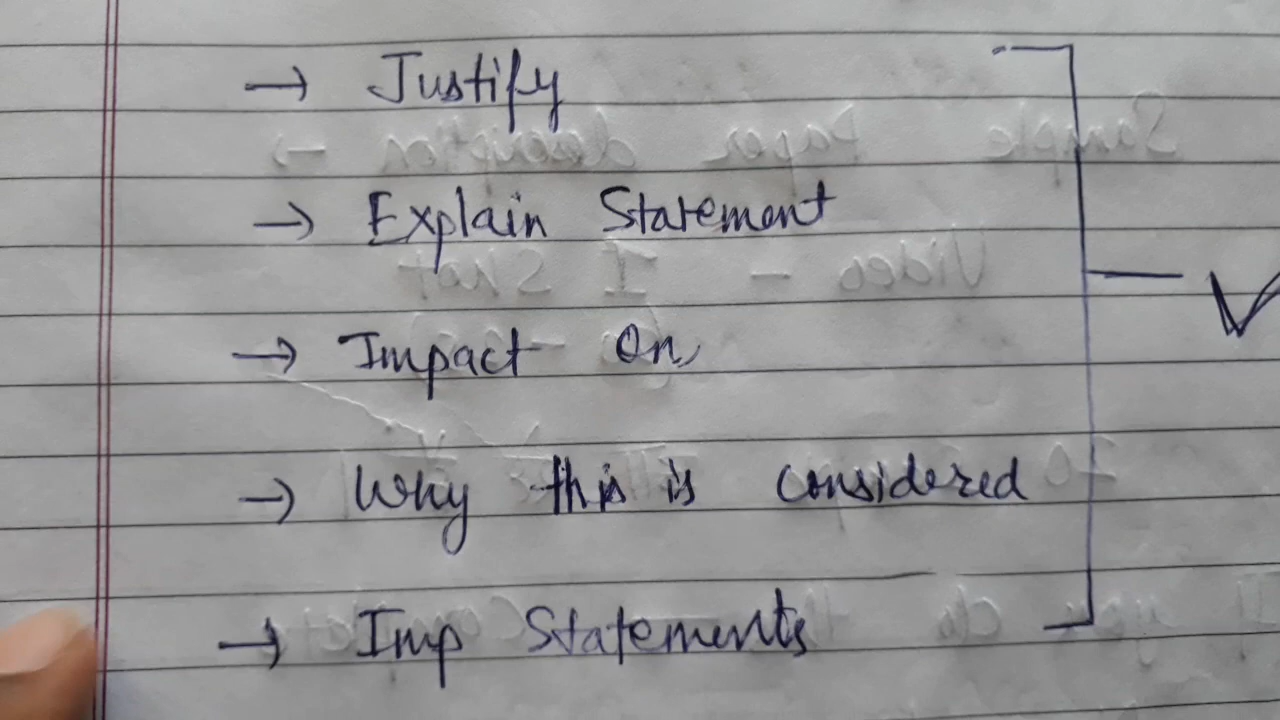 → Justify
→ Explain Statement
→ Impact on
→ Why this is considered
→ Imp Statements